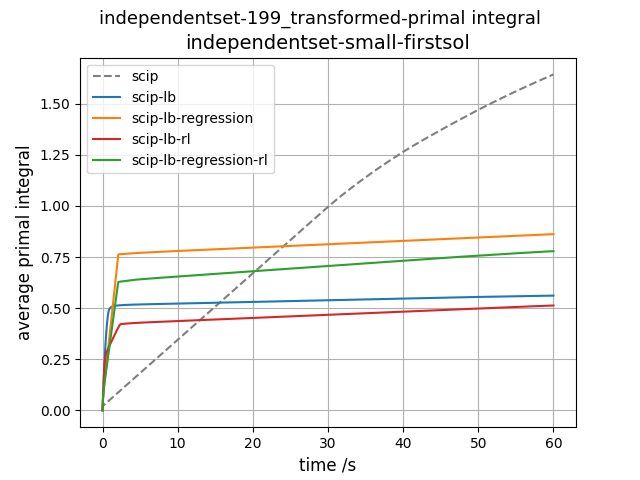 independentset-199_transformed-primal integral
independentset-small-firstsol
scip
scip-lb
scip-lb-regression
scip-lb-rl
scip-lb-regression-rl
average primal integral
1.50
1.25
1.00
0.75
0.50
0.25
0.00
0 10 20 30 40 50 60
time /s